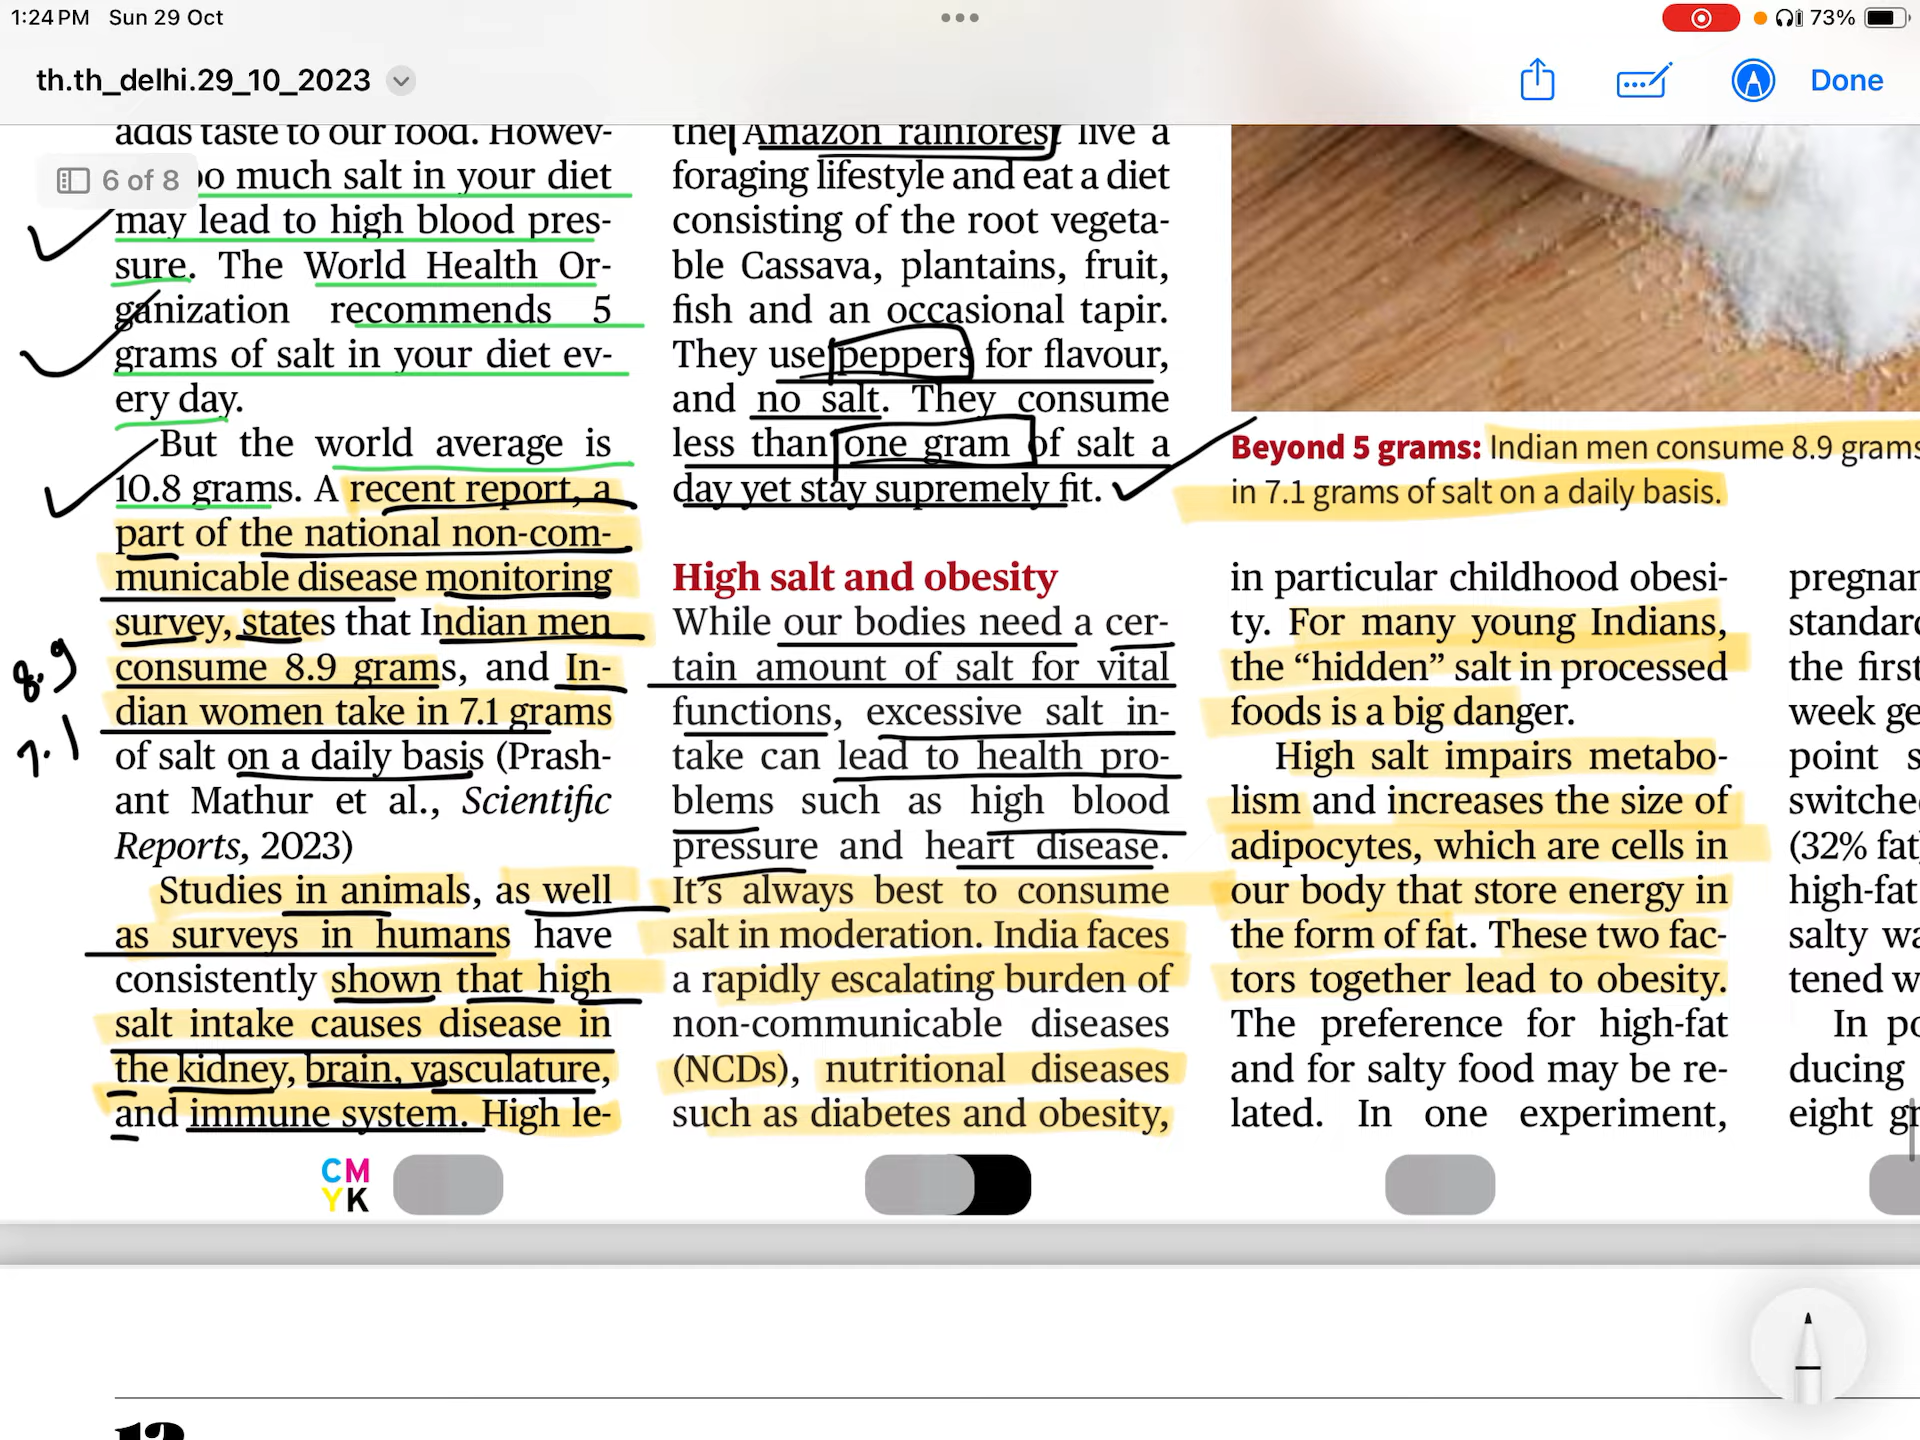 1:24 PM Sun 29 Oct
73%
th.th_delhi.29_10_2023
Done
6 of 8
adds taste to our food. Howev-
oo much salt in your diet
may lead to high blood pres-
sure. The World Health Or-
ganization recommends 5
grams of salt in your diet ev-
ery day.
But the world average is
10.8 grams. A recent report, a
part of the national non-com-
municable disease monitoring
survey, states that Indian men
consume 8.9 grams, and In-
dian women take in 7.1 grams
of salt on a daily basis (Prash-
ant Mathur et al., Scientific
Reports, 2023)
Studies in animals, as well
as surveys in humans have
consistently shown that high
salt intake causes disease in
the kidney, brain, vasculature,
and immune system. High le-
8.9
7.1
the Amazon rainforest live a
foraging lifestyle and eat a diet
consisting of the root vegeta-
ble Cassava, plantains, fruit,
fish and an occasional tapir.
They use peppers for flavour,
and no salt. They consume
less than one gram of salt a
day yet stay supremely fit.
High salt and obesity
While our bodies need a cer-
tain amount of salt for vital
functions, excessive salt in-
take can lead to health pro-
blems such as high blood
pressure and heart disease.
It's always best to consume
salt in moderation. India faces
a rapidly escalating burden of
non-communicable diseases
(NCDs), nutritional diseases
such as diabetes and obesity,
Beyond 5 grams: Indian men consume 8.9 grams
in 7.1 grams of salt on a daily basis.
in particular childhood obesi-
ty. For many young Indians,
the “hidden” salt in processed
foods is a big danger.
High salt impairs metabo-
lism and increases the size of
adipocytes, which are cells in
our body that store energy in
the form of fat. These two fac-
tors together lead to obesity.
The preference for high-fat
and for salty food may be re-
lated. In one experiment,
pregnan
standard
the first
week ge
point s
switche
(32% fat
high-fat
salty wa
tened w
In po
ducing
eight gr
CM
YK